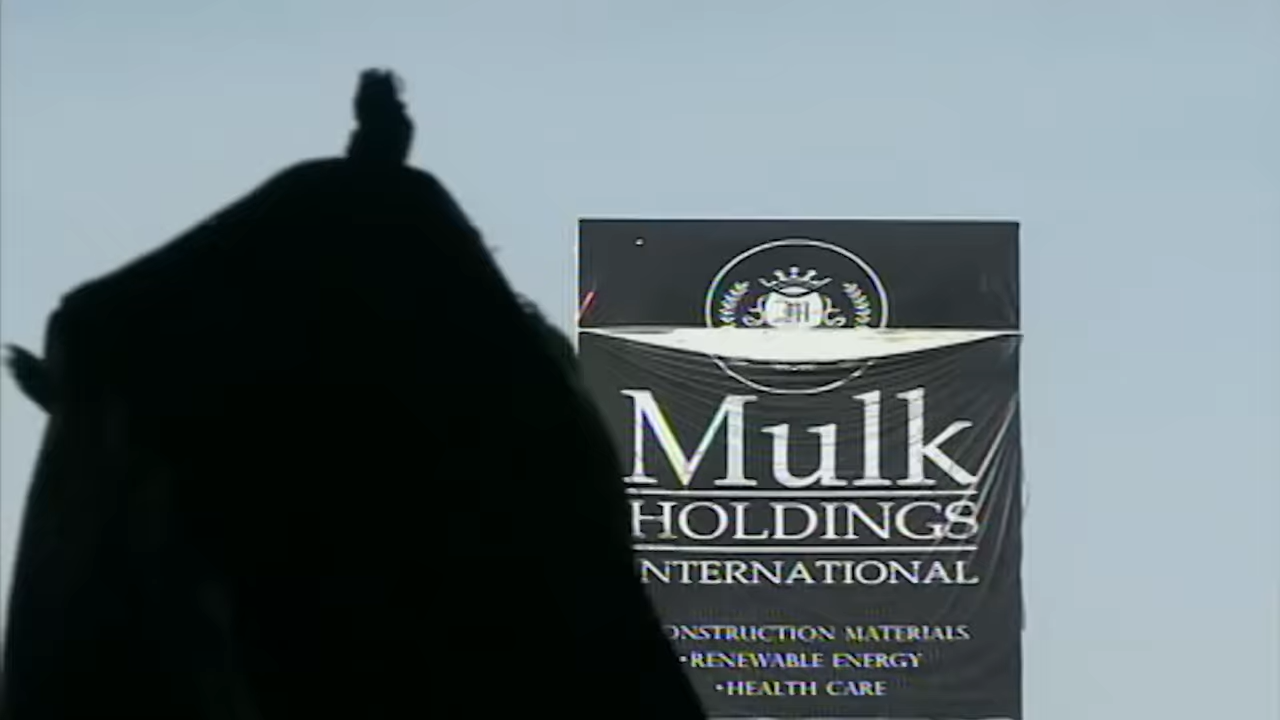 M
Mulk
HOLDINGS
NTERNATIONAL
ONSTRUCTION MATERIALS
•RENEWABLE ENERGY
•HEALTH CARE